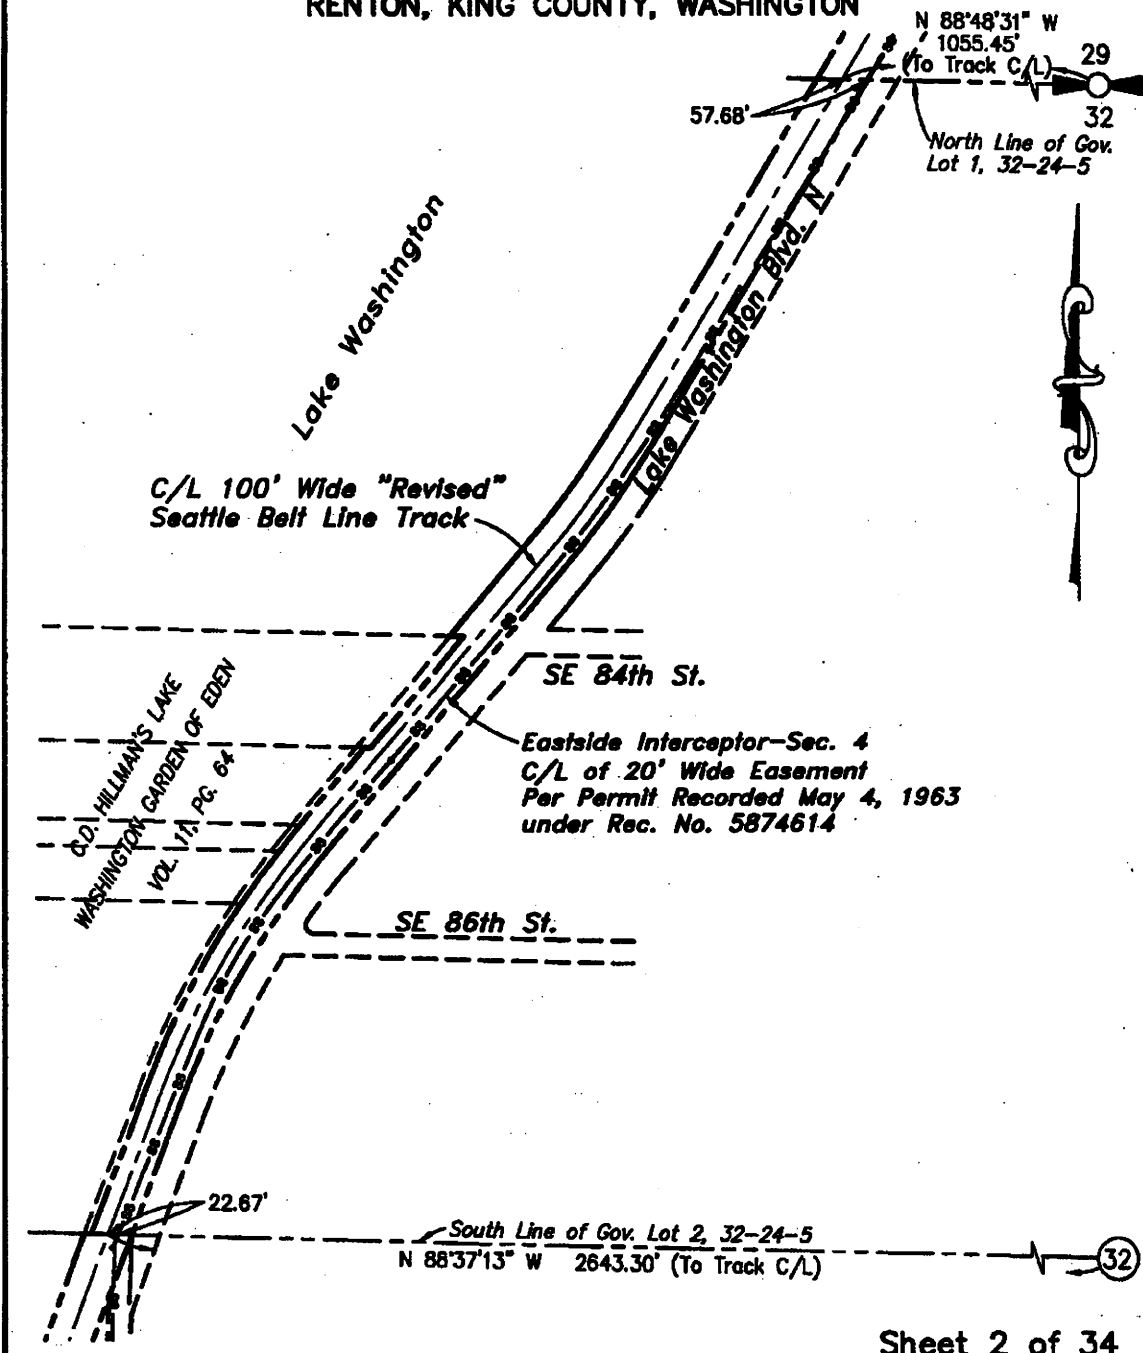 RENTON, KING COUNTY, WASHINGTON
N 88°48'31" W
1055.45'
(To Track C/L)
29
32
57.68'
North Line of Gov.
Lot 1, 32-24-5
Lake Washington
Lake Washington Blvd. N
C/L 100' Wide "Revised"
Seattle Belt Line Track
SE 84th St.
C.D. HILLMAN'S LAKE
WASHINGTON GARDEN OF EDEN
VOL. 11, PG. 64
Eastside Interceptor-Sec. 4
C/L of 20' Wide Easement
Per Permit Recorded May 4, 1963
under Rec. No. 5874614
SE 86th St.
22.67'
South Line of Gov. Lot 2, 32-24-5
N 88°37'13" W 2643.30' (To Track C/L)
32
Sheet 2 of 34